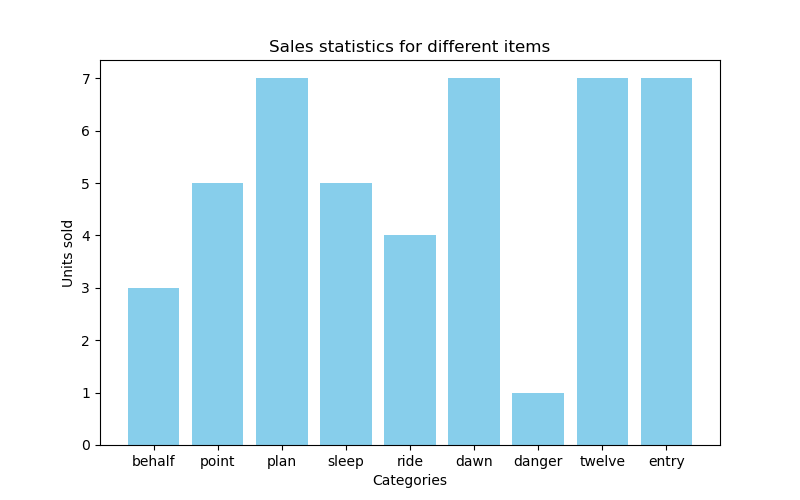 Sales statistics for different items
7
6
5
4
3
2
1
0
Units sold
behalf point plan sleep ride dawn danger twelve entry
Categories